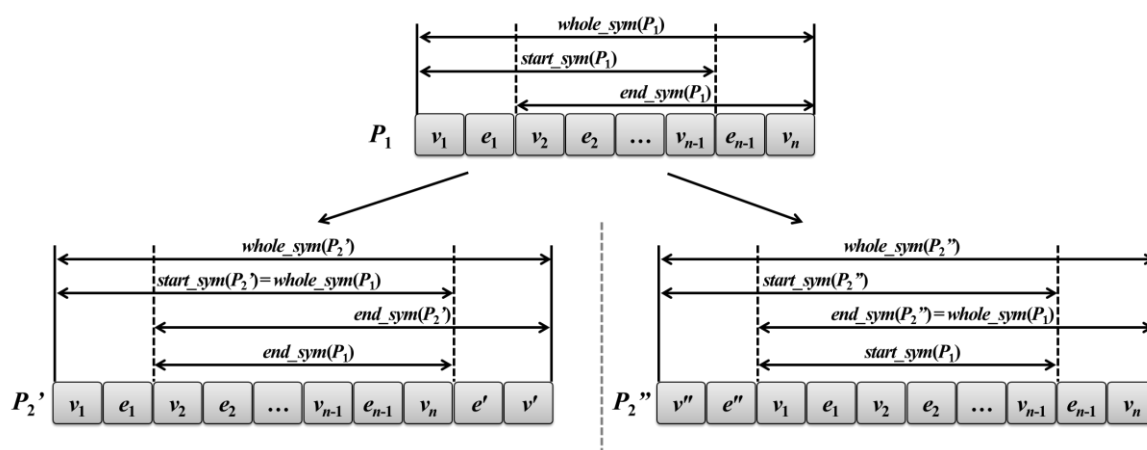 whole_sym(P1)
start_sym(P1)
end_sym(P1)
P1 v1 e1 v2 e2 ... vn-1 en-1 vn
whole_sym(P2')
start_sym(P2')=whole_sym(P1)
end_sym(P2')
end_sym(P1)
P2' v1 e1 v2 e2 ... vn-1 en-1 vn e' v'
whole_sym(P2'')
start_sym(P2'')
end_sym(P2'')=whole_sym(P1)
start_sym(P1)
P2'' v'' e'' v1 e1 v2 e2 ... vn-1 en-1 vn